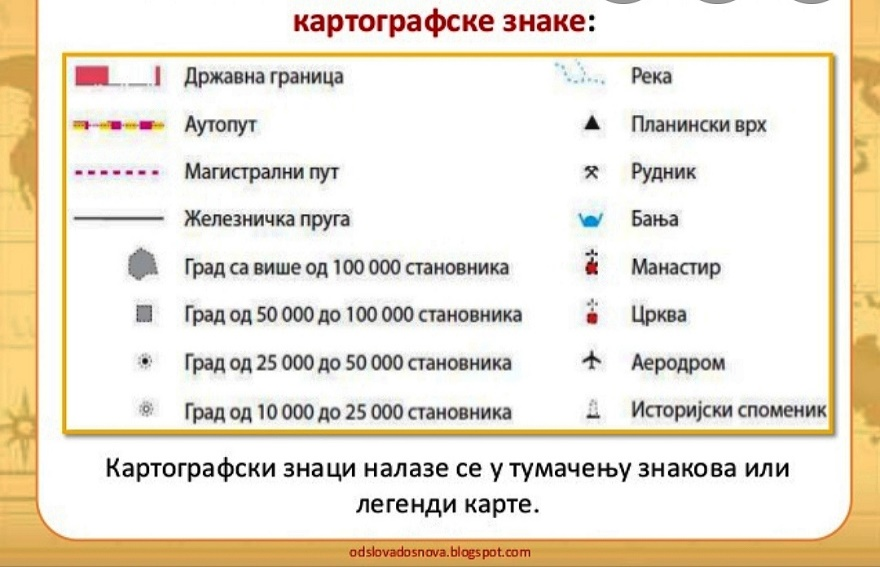 картографске знаке:
Државна граница
Аутопут
Магистрални пут
Железничка пруга
Град са више од 100 000 становника
Град од 50 000 до 100 000 становника
Град од 25 000 до 50 000 становника
Град од 10 000 до 25 000 становника
Река
Планински врх
Рудник
Бања
Манастир
Црква
Аеродром
Историјски споменик
Картографски знаци налазе се у тумачењу знакова или
легенди карте.
odslovadosnova.blogspot.com